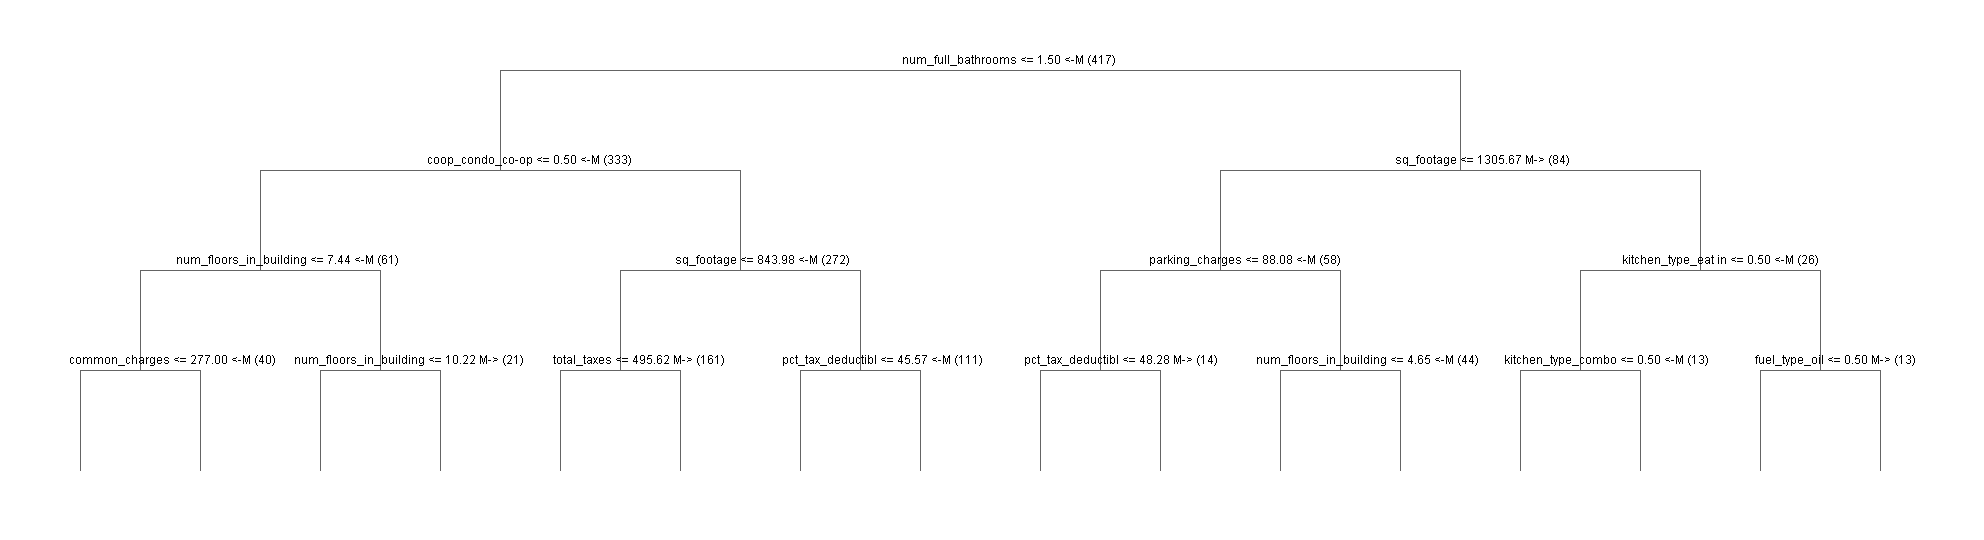 num_full_bathrooms <= 1.50 <-M (417)
coop_condo_co-op <= 0.50 <-M (333)
sq_footage <= 1305.67 M-> (84)
num_floors_in_building <= 7.44 <-M (61)
sq_footage <= 843.98 <-M (272)
parking_charges <= 88.08 <-M (58)
kitchen_type_eat in <= 0.50 <-M (26)
common_charges <= 277.00 <-M (40)
num_floors_in_building <= 10.22 M-> (21)
total_taxes <= 495.62 M-> (161)
pct_tax_deductibl <= 45.57 <-M (111)
pct_tax_deductibl <= 48.28 M-> (14)
num_floors_in_building <= 4.65 <-M (44)
kitchen_type_combo <= 0.50 <-M (13)
fuel_type_oil <= 0.50 M-> (13)